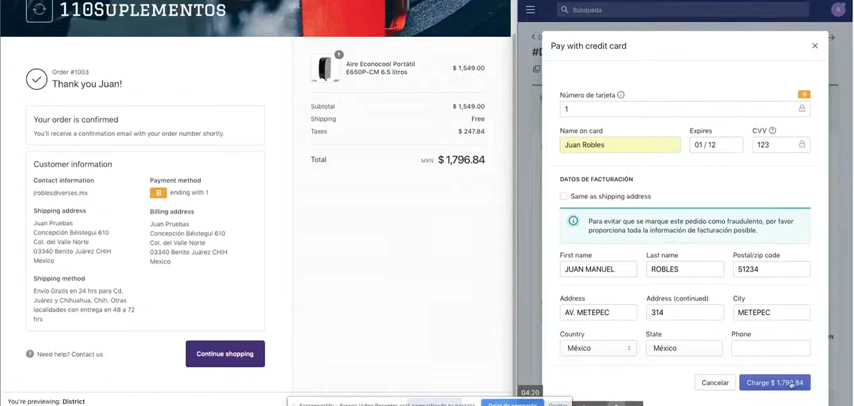 110SUPLEMENTOS
Order #1003
Thank you Juan!
Your order is confirmed
You'll receive a confirmation email with your order number shortly.
Customer information
Contact information
jrobles@verses.mx
Payment method
B ending with 1
Shipping address
Juan Pruebas
Concepción Béistegui 610
Col. del Valle Norte
03340 Benito Juárez CHIH
Mexico
Billing address
Juan Pruebas
Concepción Béistegui 610
Col. del Valle Norte
03340 Benito Juárez CHIH
Mexico
Shipping method
Envío Gratis en 24 hrs para Cd.
Juárez y Chihuahua, Chih. Otras
localidades con entrega en 48 a 72
hrs
Need help? Contact us
Continue shopping
You're previewing: District
1
Aire Econocool Portátil
E650P-CM 6.5 litros
$ 1,549.00
Subtotal $ 1,549.00
Shipping Free
Taxes $ 247.84
Total MXN $ 1,796.84
Búsqueda
Pay with credit card
Número de tarjeta
B
1
Name on card
Expires
CVV
Juan Robles
01 / 12
123
DATOS DE FACTURACIÓN
Same as shipping address
Para evitar que se marque este pedido como fraudulento, por favor
proporciona toda la información de facturación posible.
First name
Last name
Postal/zip code
JUAN MANUEL
ROBLES
51234
Address
Address (continued)
City
AV. METEPEC
314
METEPEC
Country
State
Phone
México
México
Cancelar
Charge $ 1,796.84
04:20